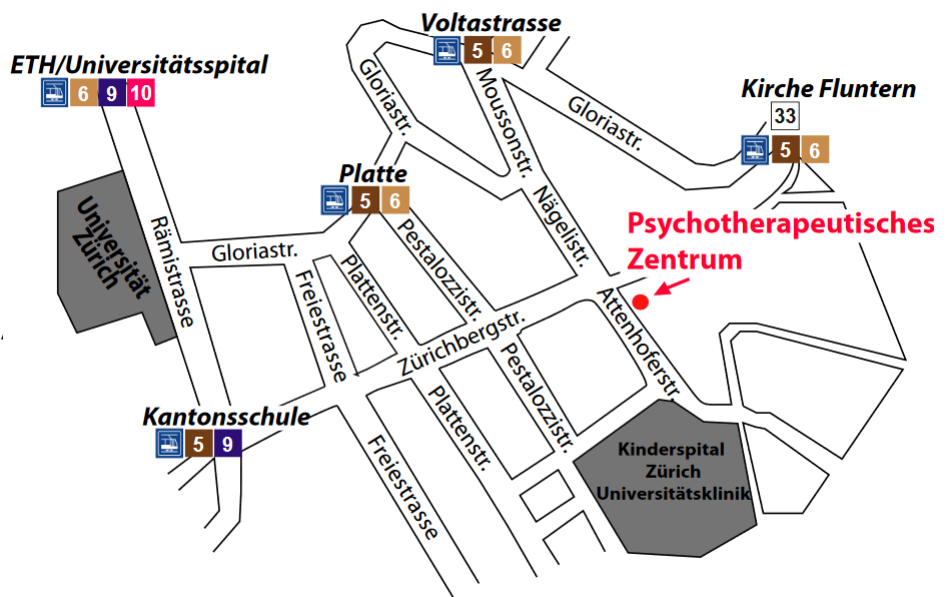 Voltastrasse
5 6
ETH/Universitätsspital
6 9 10
Gloriastr.
Moussonstr.
Gloriastr.
Kirche Fluntern
33
5 6
Platte
5 6
Universität
Zürich
Rämistrasse
Gloriastr.
Pestalozzistr.
Nägelistr.
Psychotherapeutisches
Zentrum
Freiestrasse
Plattenstr.
Zürichbergstr.
Attenhoferstr.
Kantonsschule
5 9
Freiestrasse
Plattenstr.
Pestalozzistr.
Kinderspital
Zürich
Universitätsklinik